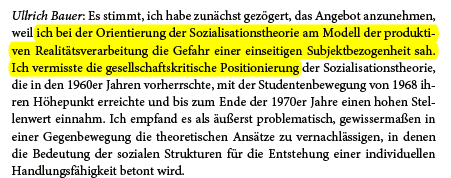 Ullrich Bauer: Es stimmt, ich habe zunächst gezögert, das Angebot anzunehmen,
weil ich bei der Orientierung der Sozialisationstheorie am Modell der produkti-
ven Realitätsverarbeitung die Gefahr einer einseitigen Subjektbezogenheit sah.
Ich vermisste die gesellschaftskritische Positionierung der Sozialisationstheorie,
die in den 1960er Jahren vorherrschte, mit der Studentenbewegung von 1968 ih-
ren Höhepunkt erreichte und bis zum Ende der 1970er Jahre einen hohen Stel-
lenwert einnahm. Ich empfand es als äußerst problematisch, gewissermaßen in
einer Gegenbewegung die theoretischen Ansätze zu vernachlässigen, in denen
die Bedeutung der sozialen Strukturen für die Entstehung einer individuellen
Handlungsfähigkeit betont wird.